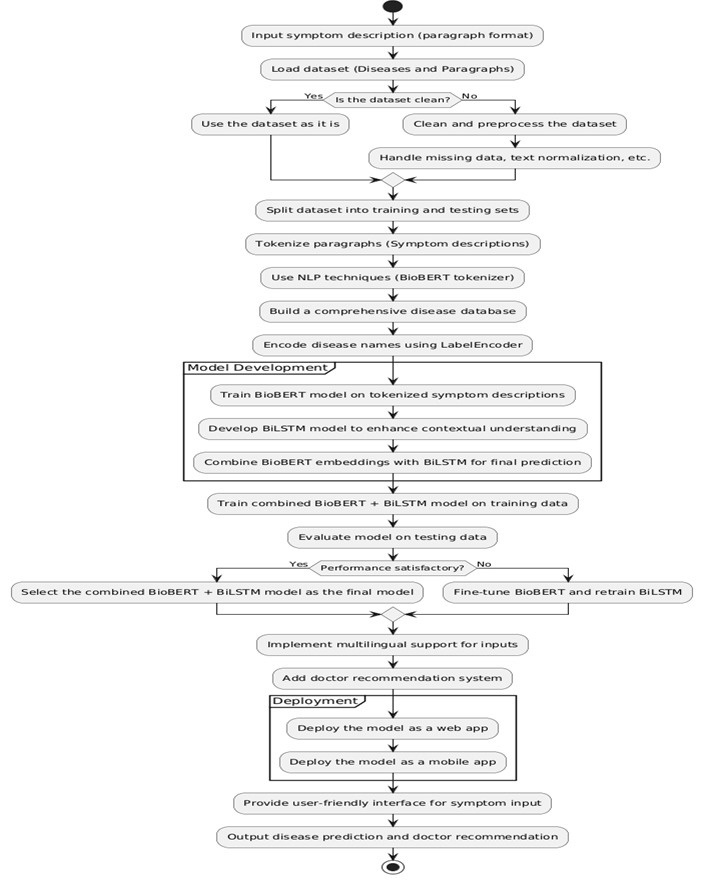 Input symptom description (paragraph format)
Load dataset (Diseases and Paragraphs)
Yes
Is the dataset clean?
No
Use the dataset as it is
Clean and preprocess the dataset
Handle missing data, text normalization, etc.
Split dataset into training and testing sets
Tokenize paragraphs (Symptom descriptions)
Use NLP techniques (BioBERT tokenizer)
Build a comprehensive disease database
Encode disease names using LabelEncoder
Model Development
Train BioBERT model on tokenized symptom descriptions
Develop BiLSTM model to enhance contextual understanding
Combine BioBERT embeddings with BiLSTM for final prediction
Train combined BioBERT + BiLSTM model on training data
Evaluate model on testing data
Yes
Performance satisfactory?
No
Select the combined BioBERT + BiLSTM model as the final model
Fine-tune BioBERT and retrain BiLSTM
Implement multilingual support for inputs
Add doctor recommendation system
Deployment
Deploy the model as a web app
Deploy the model as a mobile app
Provide user-friendly interface for symptom input
Output disease prediction and doctor recommendation